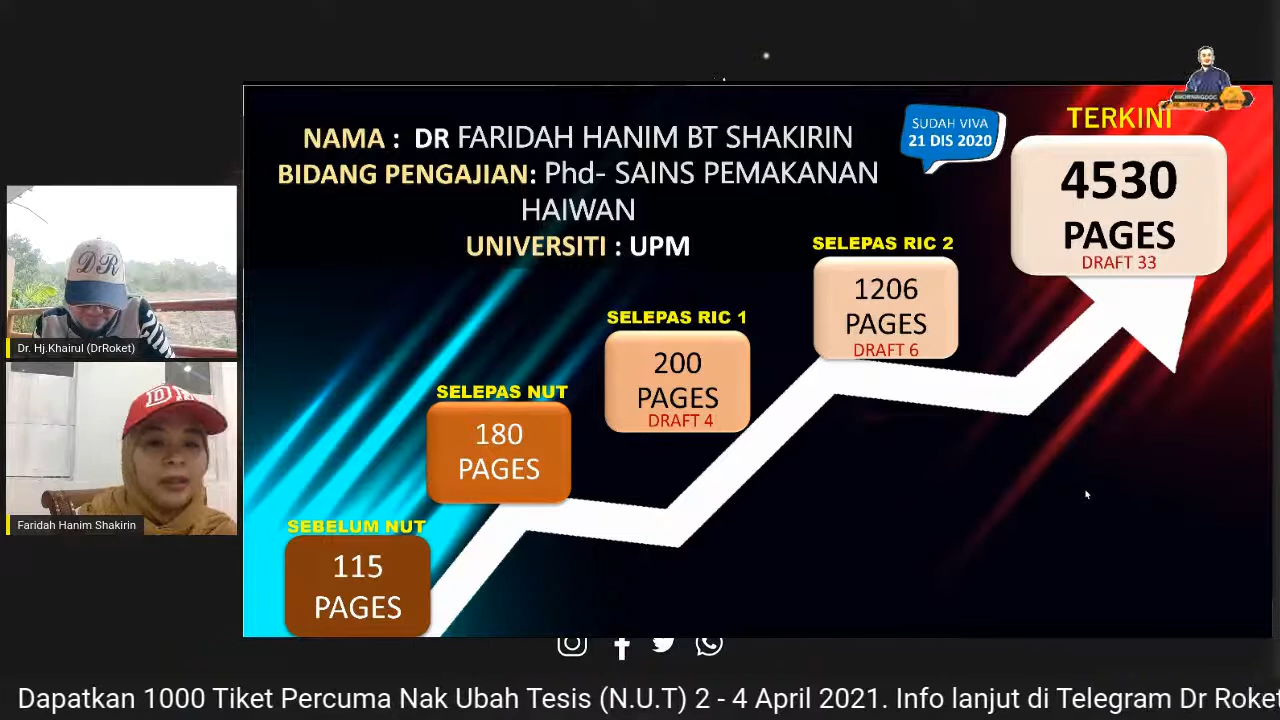 NAMA : DR FARIDAH HANIM BT SHAKIRIN
BIDANG PENGAJIAN: Phd- SAINS PEMAKANAN
HAIWAN
UNIVERSITI : UPM
SUDAH VIVA
21 DIS 2020
TERKINI
4530
PAGES
DRAFT 33
SELEPAS RIC 2
1206
PAGES
DRAFT 6
SELEPAS RIC 1
200
PAGES
DRAFT 4
SELEPAS NUT
180
PAGES
SEBELUM NUT
115
PAGES
DR
Dr. Hj.Khairul (DrRoket)
Faridah Hanim Shakirin
Dapatkan 1000 Tiket Percuma Nak Ubah Tesis (N.U.T) 2 - 4 April 2021. Info lanjut di Telegram Dr Roke